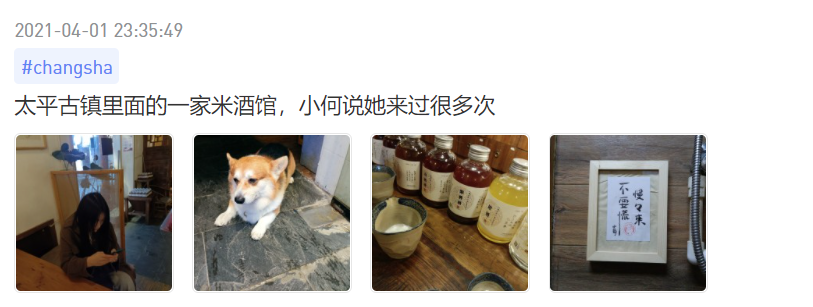 2021-04-01 23:35:49
#changsha
太平古镇里面的一家米酒馆，小何说她来过很多次
慢々来
不要慌